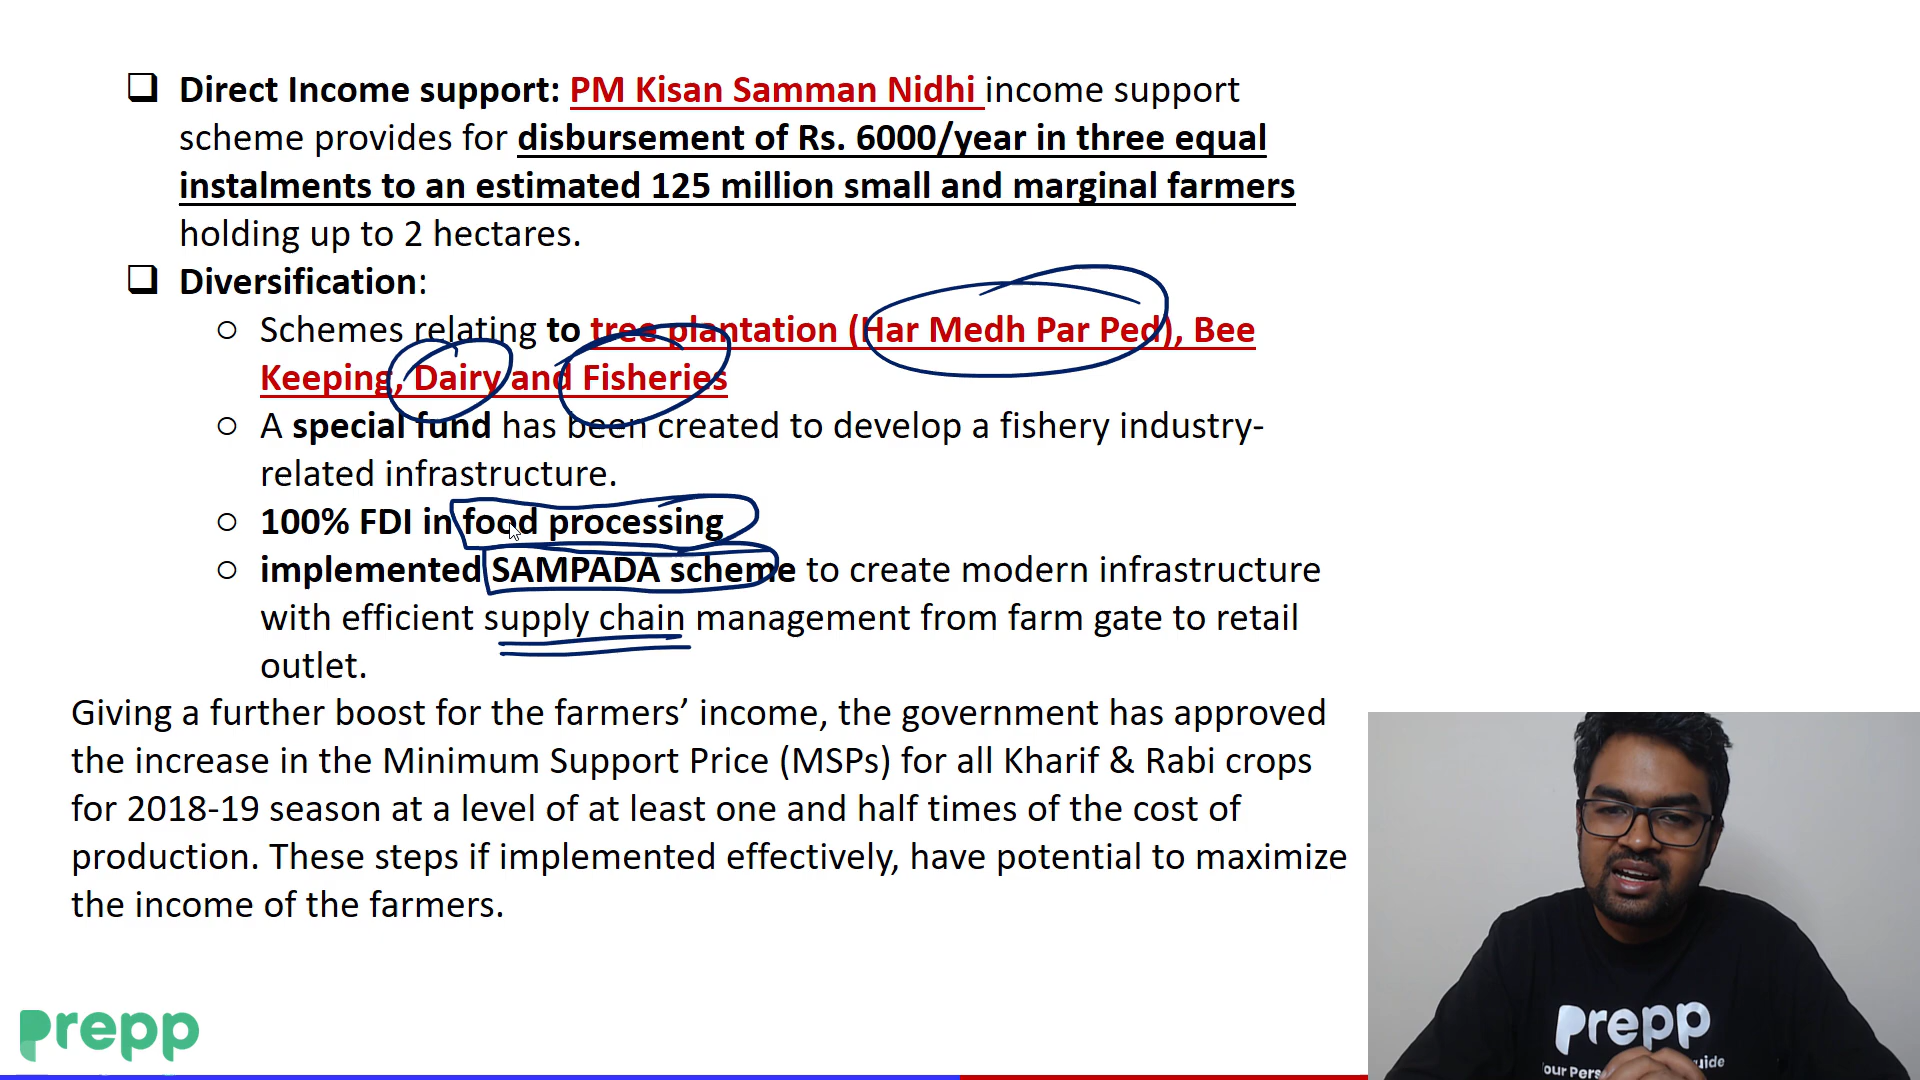 ❑ Direct Income support: PM Kisan Samman Nidhi income support
scheme provides for disbursement of Rs. 6000/year in three equal
instalments to an estimated 125 million small and marginal farmers
holding up to 2 hectares.
❑ Diversification:
○ Schemes relating to tree plantation (Har Medh Par Ped), Bee
Keeping, Dairy and Fisheries
○ A special fund has been created to develop a fishery industry-
related infrastructure.
○ 100% FDI in food processing
○ implemented SAMPADA scheme to create modern infrastructure
with efficient supply chain management from farm gate to retail
outlet.
Giving a further boost for the farmers’ income, the government has approved
the increase in the Minimum Support Price (MSPs) for all Kharif & Rabi crops
for 2018-19 season at a level of at least one and half times of the cost of
production. These steps if implemented effectively, have potential to maximize
the income of the farmers.
prepp
prepp